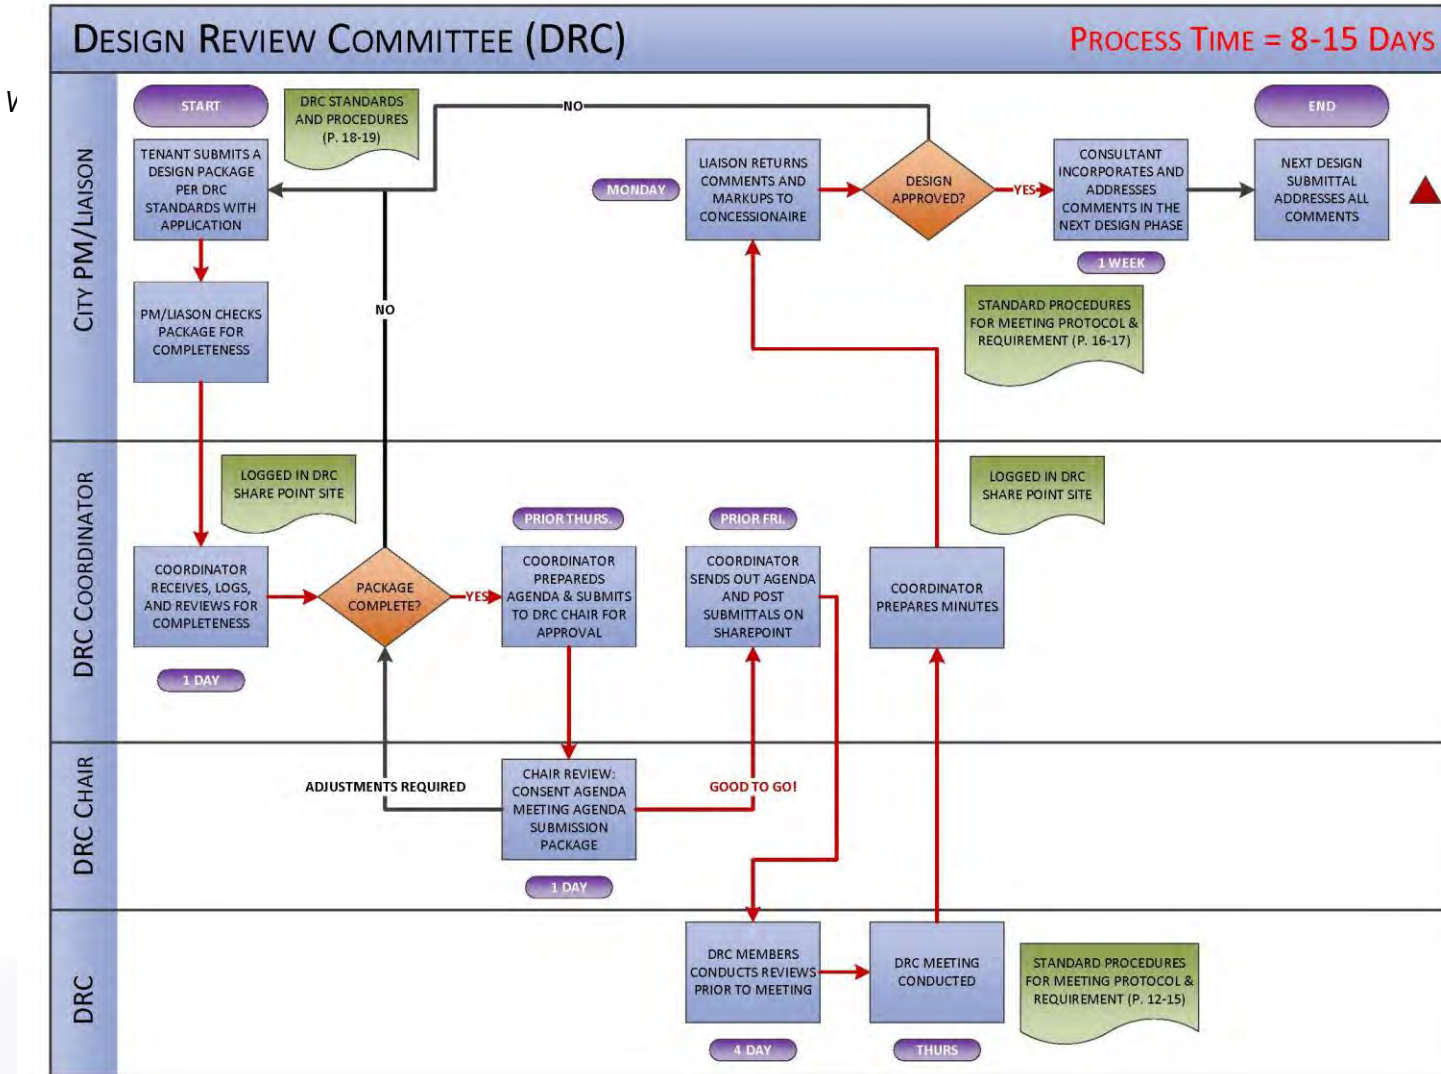 DESIGN REVIEW COMMITTEE (DRC)
PROCESS TIME = 8-15 DAYS
CITY PM/LIAISON
START
DRC STANDARDS
AND PROCEDURES
(P. 18-19)
NO
END
TENANT SUBMITS A
DESIGN PACKAGE
PER DRC
STANDARDS WITH
APPLICATION
MONDAY
LIAISON RETURNS
COMMENTS AND
MARKUPS TO
CONCESSIONAIRE
DESIGN
APPROVED?
YES
CONSULTANT
INCORPORATES AND
ADDRESSES
COMMENTS IN THE
NEXT DESIGN PHASE
NEXT DESIGN
SUBMITTAL
ADDRESSES ALL
COMMENTS
1 WEEK
PM/LIASON CHECKS
PACKAGE FOR
COMPLETENESS
NO
STANDARD PROCEDURES
FOR MEETING PROTOCOL &
REQUIREMENT (P. 16-17)
DRC COORDINATOR
LOGGED IN DRC
SHARE POINT SITE
PRIOR THURS.
PRIOR FRI.
LOGGED IN DRC
SHARE POINT SITE
COORDINATOR
RECEIVES, LOGS,
AND REVIEWS FOR
COMPLETENESS
PACKAGE
COMPLETE?
YES
COORDINATOR
PREPAREDS
AGENDA & SUBMITS
TO DRC CHAIR FOR
APPROVAL
COORDINATOR
SENDS OUT AGENDA
AND POST
SUBMITTALS ON
SHAREPOINT
COORDINATOR
PREPARES MINUTES
1 DAY
DRC CHAIR
ADJUSTMENTS REQUIRED
CHAIR REVIEW:
CONSENT AGENDA
MEETING AGENDA
SUBMISSION
PACKAGE
GOOD TO GO!
1 DAY
DRC
DRC MEMBERS
CONDUCTS REVIEWS
PRIOR TO MEETING
DRC MEETING
CONDUCTED
STANDARD PROCEDURES
FOR MEETING PROTOCOL &
REQUIREMENT (P. 12-15)
4 DAY
THURS